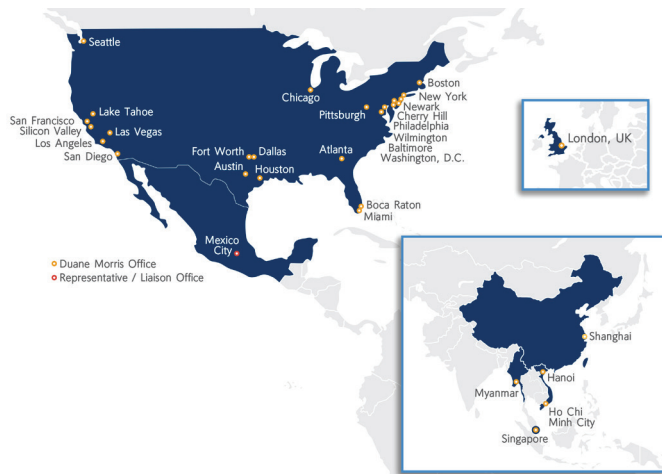 Seattle
Chicago
Boston
New York
Newark
Cherry Hill
Philadelphia
Wilmington
Baltimore
Washington, D.C.
Pittsburgh
San Francisco
Lake Tahoe
Silicon Valley
Las Vegas
Los Angeles
San Diego
Fort Worth
Dallas
Austin
Houston
Atlanta
Boca Raton
Miami
Mexico
City
Duane Morris Office
Representative / Liaison Office
London, UK
Shanghai
Hanoi
Myanmar
Ho Chi
Minh City
Singapore